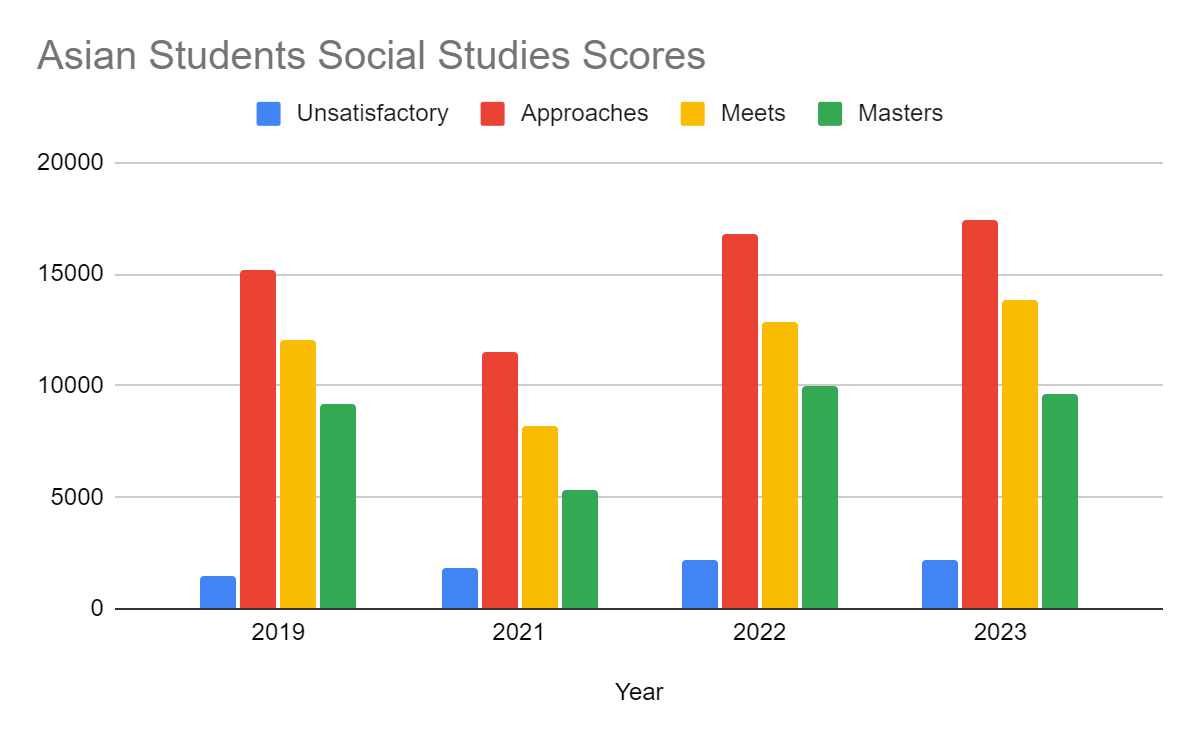 Asian Students Social Studies Scores
Unsatisfactory Approaches Meets Masters
20000
15000
10000
5000
0
2019 2021 2022 2023
Year